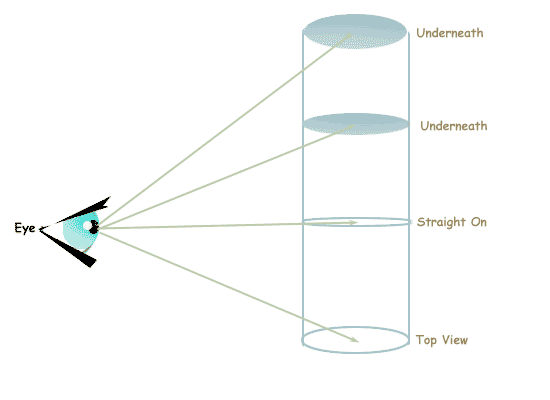 Underneath
Underneath
Straight On
Eye
Top View